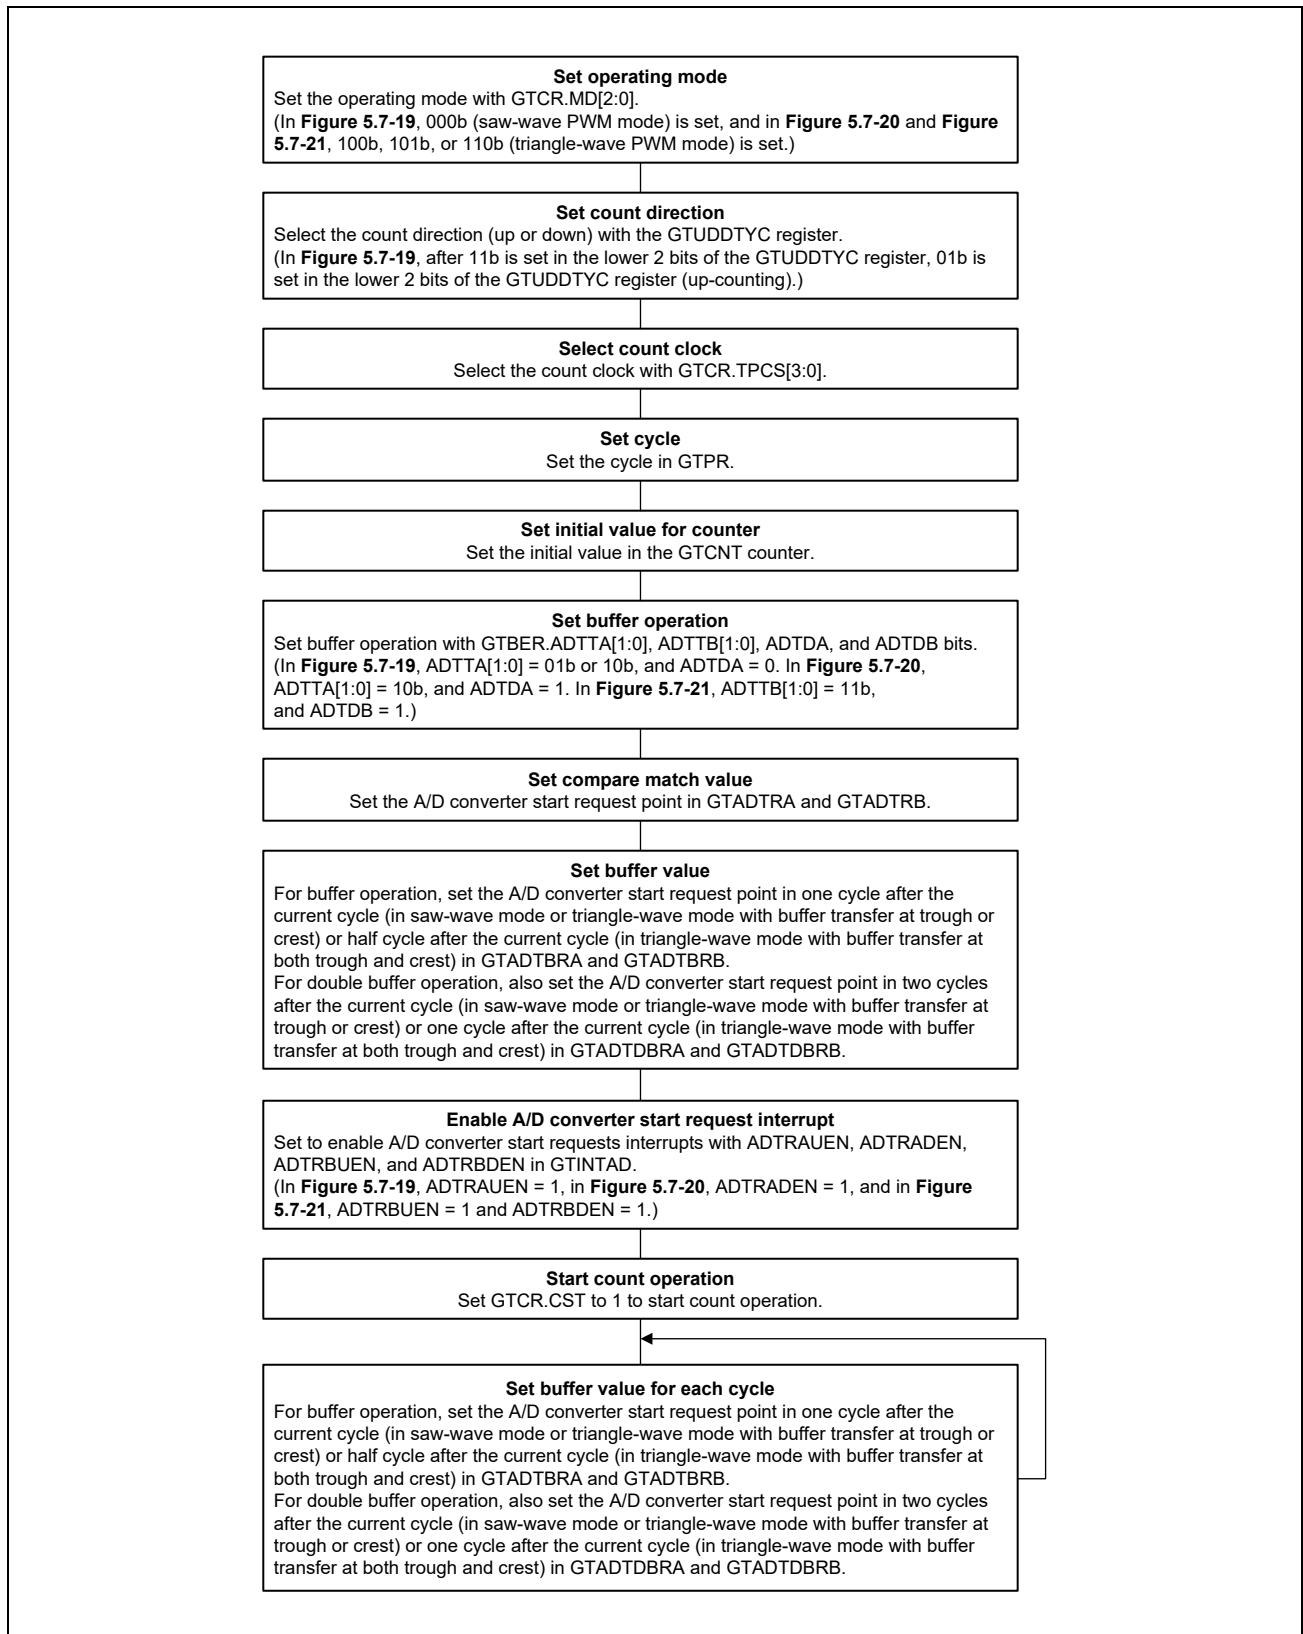 Set operating mode
Set the operating mode with GTCR.MD[2:0].
(In Figure 5.7-19, 000b (saw-wave PWM mode) is set, and in Figure 5.7-20 and Figure
5.7-21, 100b, 101b, or 110b (triangle-wave PWM mode) is set.)
Set count direction
Select the count direction (up or down) with the GTUDDTYC register.
(In Figure 5.7-19, after 11b is set in the lower 2 bits of the GTUDDTYC register, 01b is
set in the lower 2 bits of the GTUDDTYC register (up-counting).)
Select count clock
Select the count clock with GTCR.TPCS[3:0].
Set cycle
Set the cycle in GTPR.
Set initial value for counter
Set the initial value in the GTCNT counter.
Set buffer operation
Set buffer operation with GTBER.ADTTA[1:0], ADTTB[1:0], ADTDA, and ADTDB bits.
(In Figure 5.7-19, ADTTA[1:0] = 01b or 10b, and ADTDA = 0. In Figure 5.7-20,
ADTTA[1:0] = 10b, and ADTDA = 1. In Figure 5.7-21, ADTTB[1:0] = 11b,
and ADTDB = 1.)
Set compare match value
Set the A/D converter start request point in GTADTRA and GTADTRB.
Set buffer value
For buffer operation, set the A/D converter start request point in one cycle after the
current cycle (in saw-wave mode or triangle-wave mode with buffer transfer at trough or
crest) or half cycle after the current cycle (in triangle-wave mode with buffer transfer at
both trough and crest) in GTADTBRA and GTADTBRB.
For double buffer operation, also set the A/D converter start request point in two cycles
after the current cycle (in saw-wave mode or triangle-wave mode with buffer transfer at
trough or crest) or one cycle after the current cycle (in triangle-wave mode with buffer
transfer at both trough and crest) in GTADTDBRA and GTADTDBRB.
Enable A/D converter start request interrupt
Set to enable A/D converter start requests interrupts with ADTRAUEN, ADTRADEN,
ADTRBUEN, and ADTRBDEN in GTINTAD.
(In Figure 5.7-19, ADTRAUEN = 1, in Figure 5.7-20, ADTRADEN = 1, and in Figure
5.7-21, ADTRBUEN = 1 and ADTRBDEN = 1.)
Start count operation
Set GTCR.CST to 1 to start count operation.
Set buffer value for each cycle
For buffer operation, set the A/D converter start request point in one cycle after the
current cycle (in saw-wave mode or triangle-wave mode with buffer transfer at trough or
crest) or half cycle after the current cycle (in triangle-wave mode with buffer transfer at
both trough and crest) in GTADTBRA and GTADTBRB.
For double buffer operation, also set the A/D converter start request point in two cycles
after the current cycle (in saw-wave mode or triangle-wave mode with buffer transfer at
trough or crest) or one cycle after the current cycle (in triangle-wave mode with buffer
transfer at both trough and crest) in GTADTDBRA and GTADTDBRB.